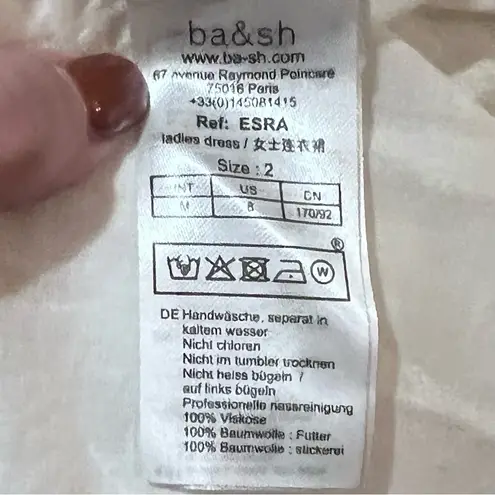 ba&sh
www.ba-sh.com
67 avenue Raymond Poincaré
75016 Paris
+33(0)145081415
Ref: ESRA
ladies dress / 女士连衣裙
Size : 2
INT US CN
M 8 170/92
®
W
DE Handwäsche, separat in
kaltem wasser
Nicht chloren
Nicht im tumbler trocknen
Nicht heiss bügeln /
auf links bügeln
Professionelle nassreinigung
100% Viskose
100% Baumwolle : Futter
100% Baumwolle : stickerei